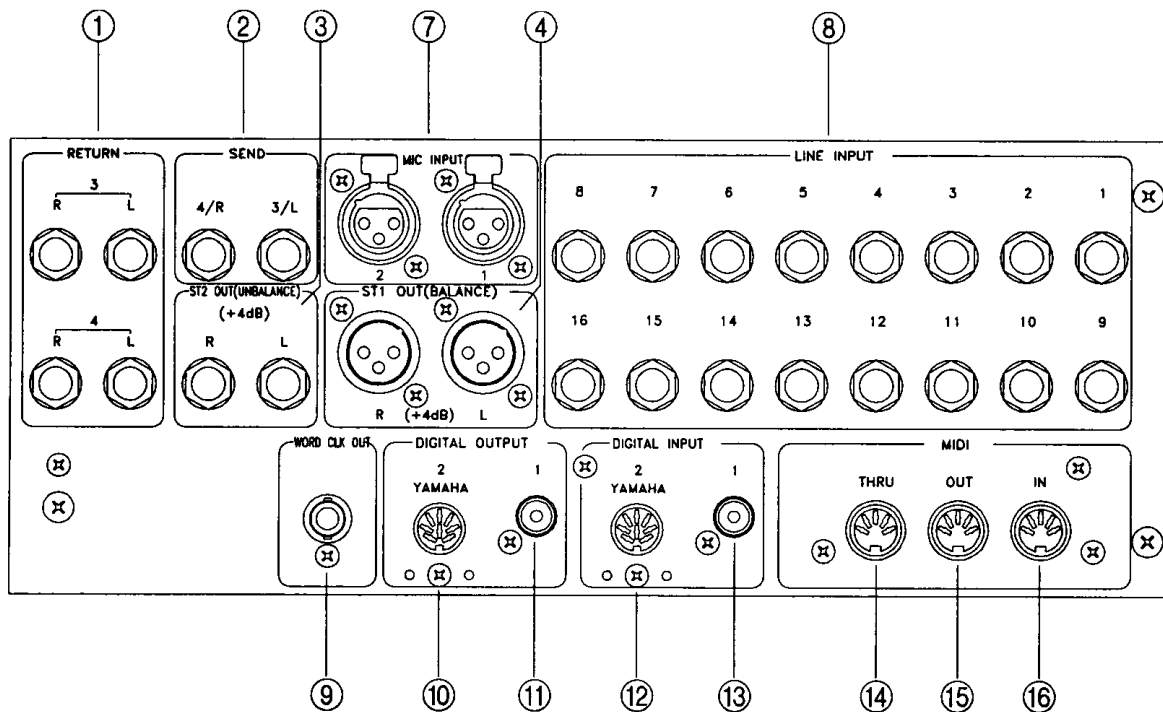 ① ② ③ ⑦ ④ ⑧
RETURN
3
R L
4
R L
SEND
4/R 3/L
ST2 OUT(UNBALANCE)
(+4dB)
R L
MIC INPUT
2 1
ST1 OUT(BALANCE)
R (+4dB) L
LINE INPUT
8 7 6 5 4 3 2 1
16 15 14 13 12 11 10 9
WORD CLK OUT
DIGITAL OUTPUT
2 1
YAMAHA
DIGITAL INPUT
2 1
YAMAHA
MIDI
THRU OUT IN
⑨ ⑩ ⑪ ⑫ ⑬ ⑭ ⑮ ⑯